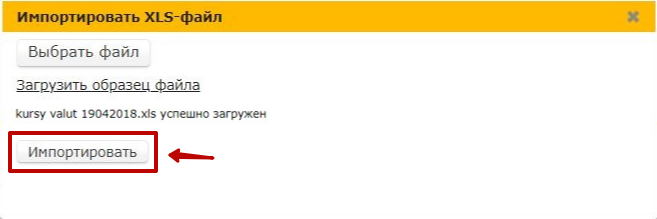 Импортировать XLS-файл
Выбрать файл
Загрузить образец файла
kursy valut 19042018.xls успешно загружен
Импортировать